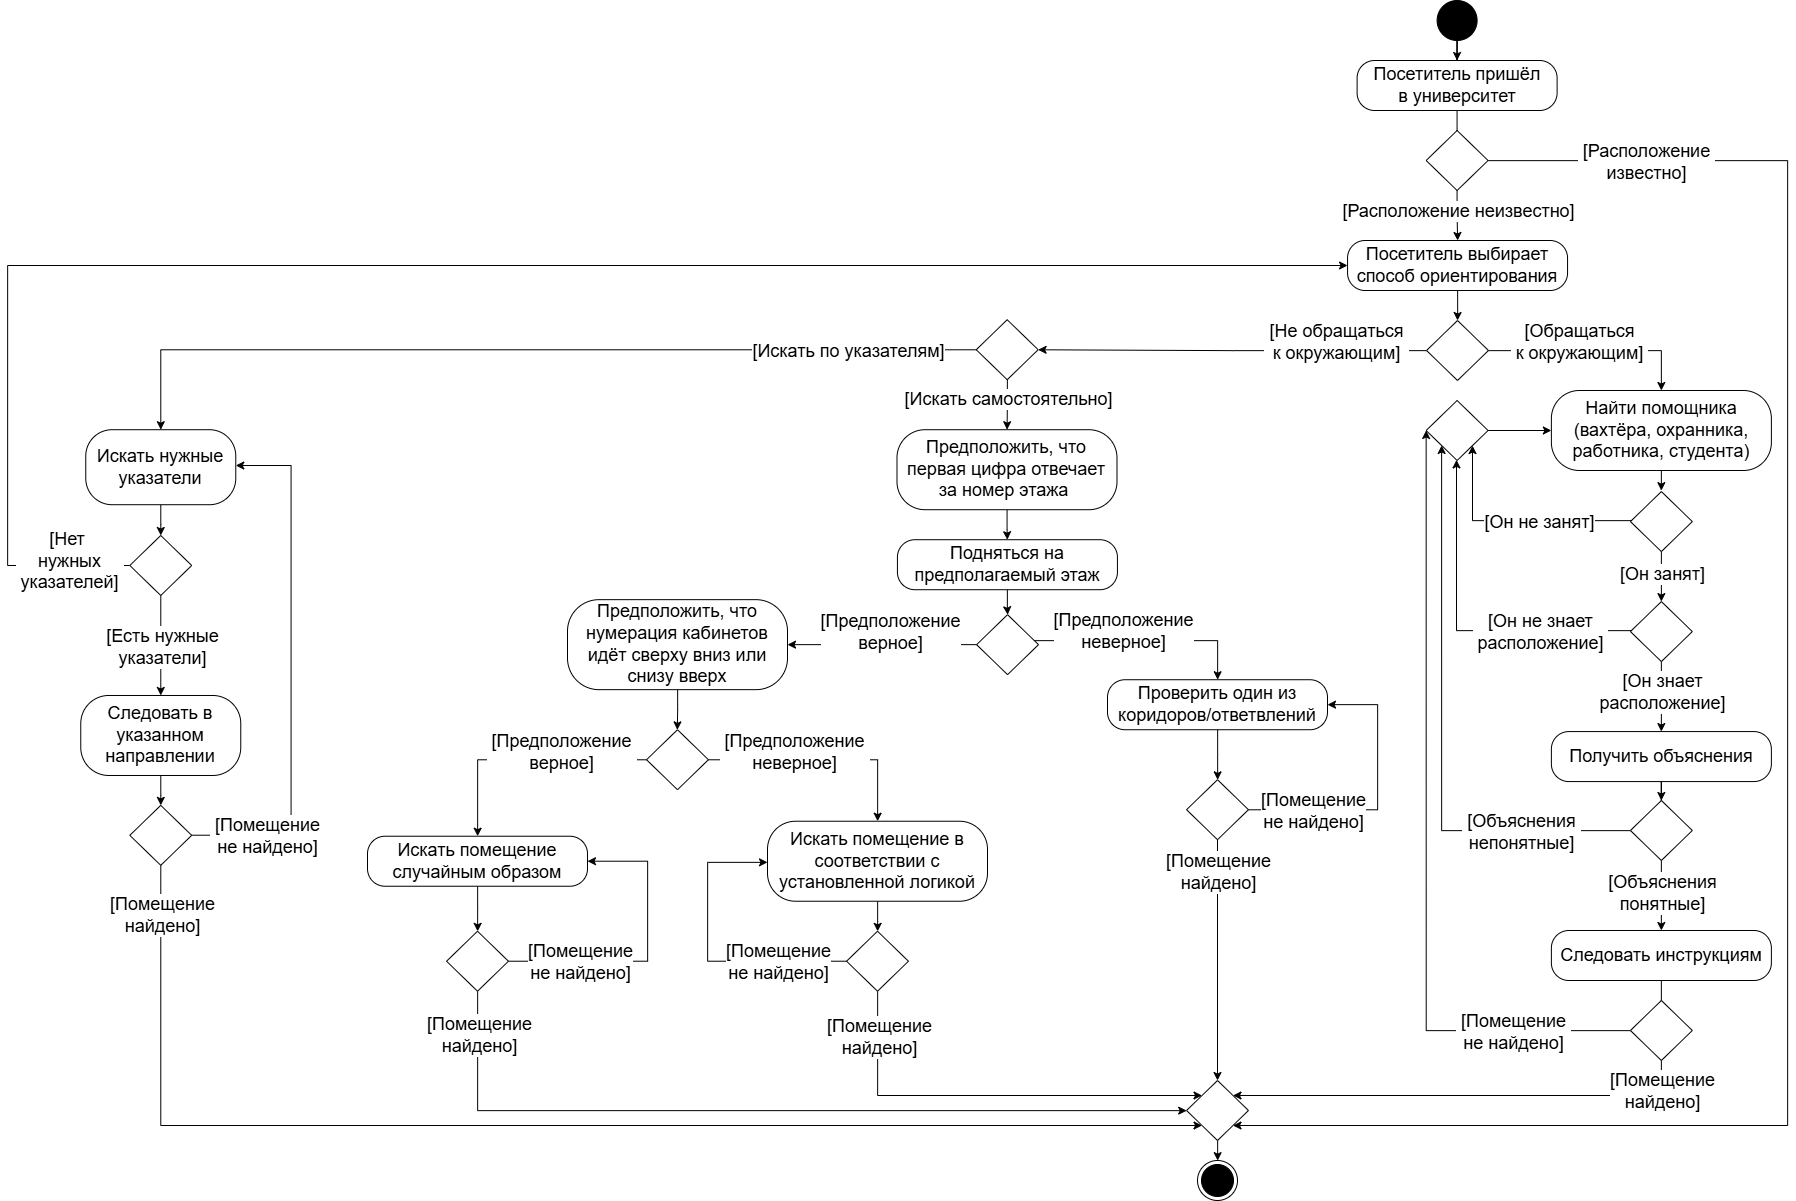 Посетитель пришёл
в университет
[Расположение
известно]
[Расположение неизвестно]
Посетитель выбирает
способ ориентирования
[Не обращаться
к окружающим]
[Обращаться
к окружающим]
[Искать по указателям]
[Искать самостоятельно]
Искать нужные
указатели
[Нет
нужных
указателей]
[Есть нужные
указатели]
Следовать в
указанном
направлении
[Помещение
не найдено]
[Помещение
найдено]
Предположить, что
первая цифра отвечает
за номер этажа
Подняться на
предполагаемый этаж
[Предположение
верное]
[Предположение
неверное]
Предположить, что
нумерация кабинетов
идёт сверху вниз или
снизу вверх
[Предположение
верное]
[Предположение
неверное]
Искать помещение
случайным образом
[Помещение
не найдено]
[Помещение
найдено]
Искать помещение в
соответствии с
установленной логикой
[Помещение
не найдено]
[Помещение
найдено]
Проверить один из
коридоров/ответвлений
[Помещение
не найдено]
[Помещение
найдено]
Найти помощника
(вахтёра, охранника,
работника, студента)
[Он не занят]
[Он занят]
[Он не знает
расположение]
[Он знает
расположение]
Получить объяснения
[Объяснения
непонятные]
[Объяснения
понятные]
Следовать инструкциям
[Помещение
не найдено]
[Помещение
найдено]